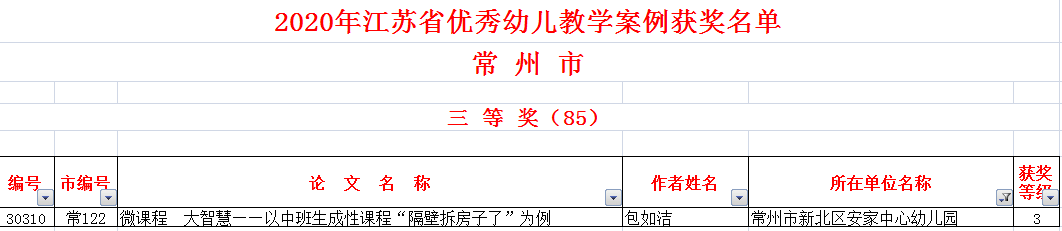 2020年江苏省优秀幼儿教学案例获奖名单
常 州 市
三 等 奖（85）
编号 市编号 论 文 名 称 作者姓名 所在单位名称 获奖等级
30310 常122 微课程 大智慧——以中班生成性课程“隔壁拆房子了”为例 包如洁 常州市新北区安家中心幼儿园 3